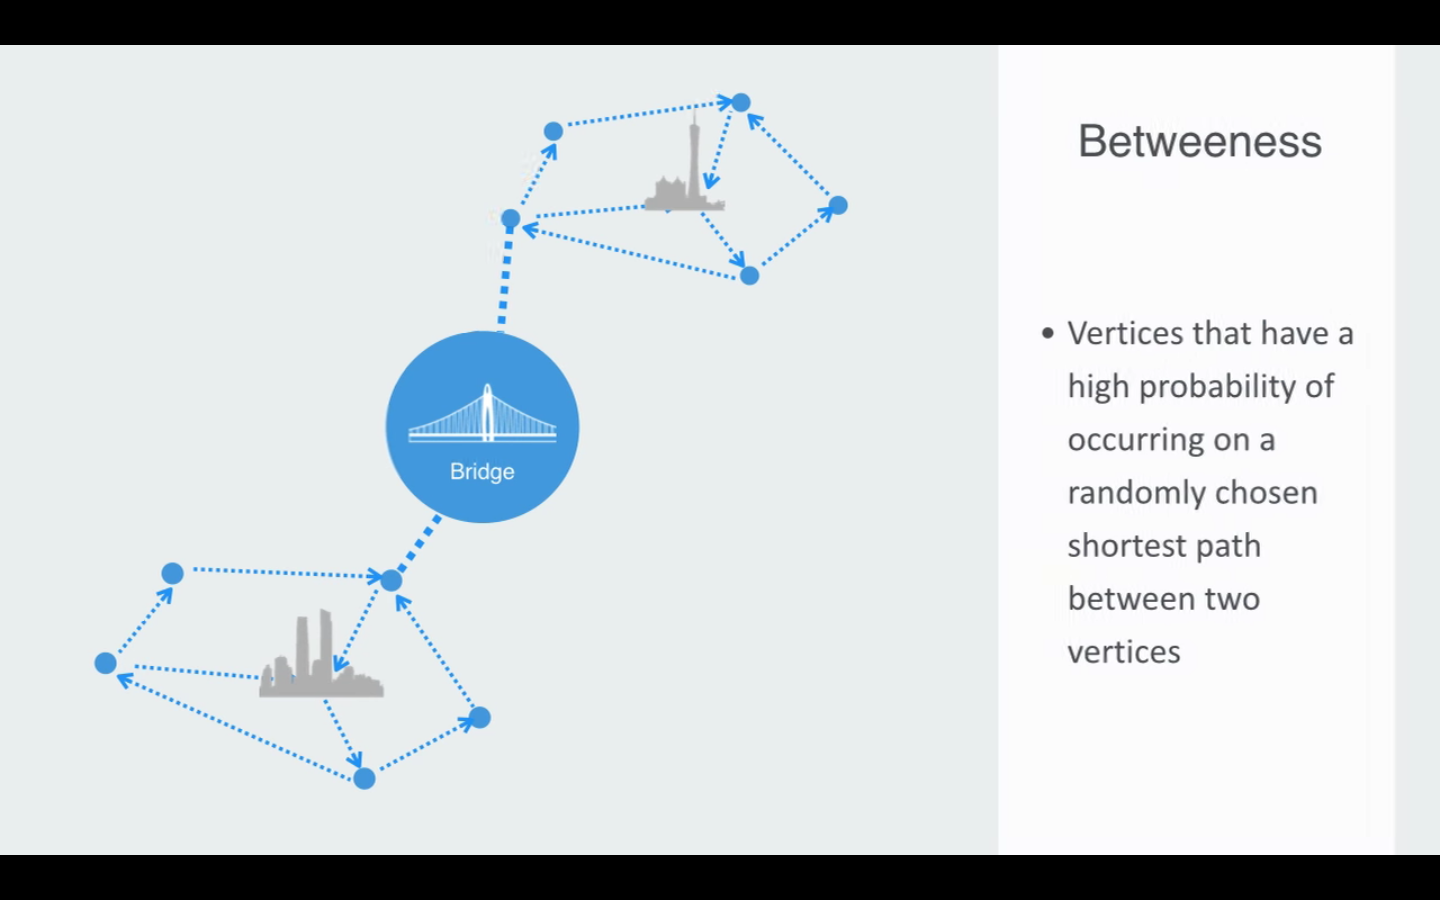 Betweeness
• Vertices that have a
high probability of
occurring on a
randomly chosen
shortest path
between two
vertices
Bridge